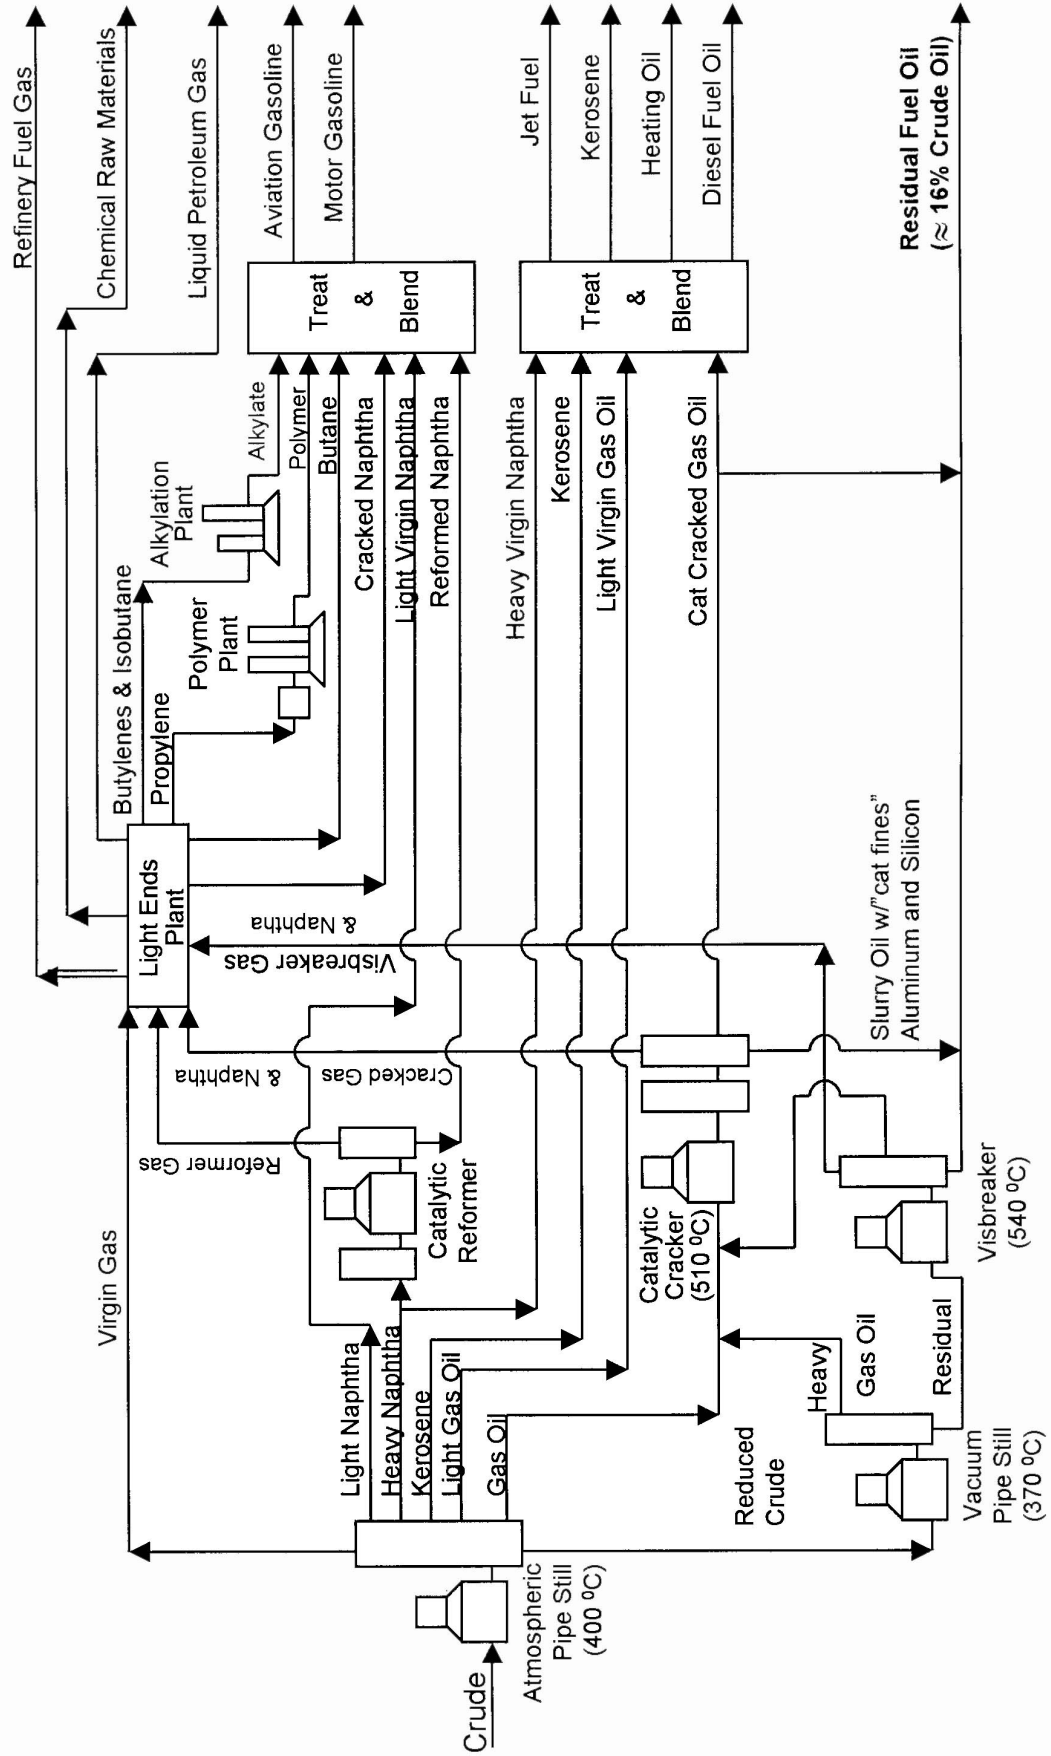 Refinery Fuel Gas
Chemical Raw Materials
Liquid Petroleum Gas
Aviation Gasoline
Motor Gasoline
Jet Fuel
Kerosene
Heating Oil
Diesel Fuel Oil
Residual Fuel Oil
(≈ 16% Crude Oil)
Treat
&
Blend
Treat
&
Blend
Alkylate
Polymer
Butane
Cracked Naphtha
Light Virgin Naphtha
Reformed Naphtha
Heavy Virgin Naphtha
Kerosene
Light Virgin Gas Oil
Cat Cracked Gas Oil
Alkylation
Plant
Polymer
Plant
Butylenes & Isobutane
Propylene
Light Ends
Plant
Visbreaker Gas
& Naphtha
Cracked Gas
& Naphtha
Reformer Gas
Virgin Gas
Slurry Oil w/"cat fines"
Aluminum and Silicon
Catalytic
Reformer
Catalytic
Cracker
(510 ⁰C)
Visbreaker
(540 ⁰C)
Light Naphtha
Heavy Naphtha
Kerosene
Light Gas Oil
Gas Oil
Reduced
Crude
Heavy
Gas Oil
Residual
Vacuum
Pipe Still
(370 ⁰C)
Atmospheric
Pipe Still
(400 ⁰C)
Crude